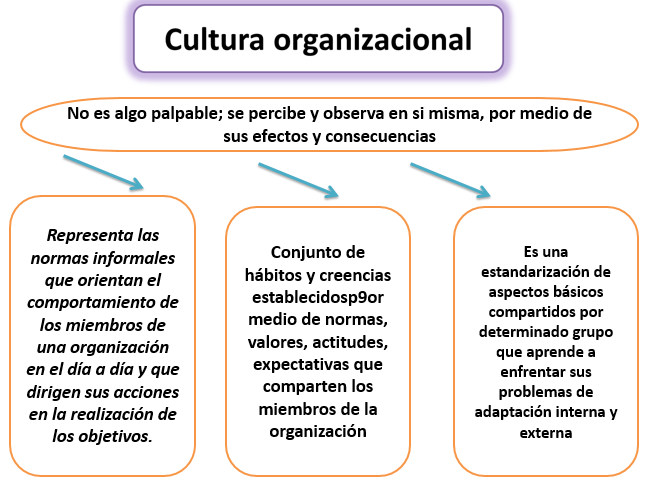 Cultura organizacional
No es algo palpable; se percibe y observa en si misma, por medio de
sus efectos y consecuencias
Representa las
normas informales
que orientan el
comportamiento de
los miembros de
una organización
en el día a día y que
dirigen sus acciones
en la realización de
los objetivos.
Conjunto de
hábitos y creencias
establecidosp9or
medio de normas,
valores, actitudes,
expectativas que
comparten los
miembros de la
organización
Es una
estandarización de
aspectos básicos
compartidos por
determinado grupo
que aprende a
enfrentar sus
problemas de
adaptación interna y
externa